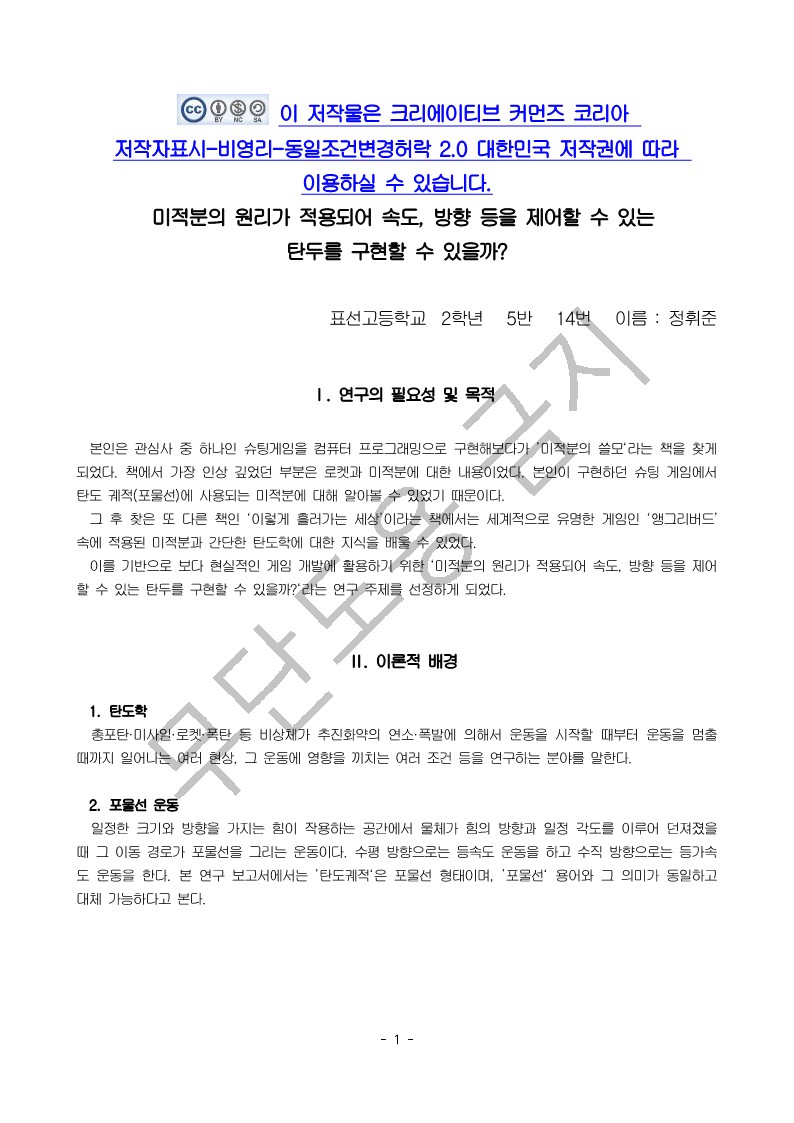 cc BY NC SA 이 저작물은 크리에이티브 커먼즈 코리아
저작자표시-비영리-동일조건변경허락 2.0 대한민국 저작권에 따라
이용하실 수 있습니다.
미적분의 원리가 적용되어 속도, 방향 등을 제어할 수 있는
탄두를 구현할 수 있을까?
표선고등학교 2학년 5반 14번 이름 : 정휘준
Ⅰ. 연구의 필요성 및 목적
본인은 관심사 중 하나인 슈팅게임을 컴퓨터 프로그래밍으로 구현해보다가 '미적분의 쓸모'라는 책을 찾게
되었다. 책에서 가장 인상 깊었던 부분은 로켓과 미적분에 대한 내용이었다. 본인이 구현하던 슈팅 게임에서
탄도 궤적(포물선)에 사용되는 미적분에 대해 알아볼 수 있었기 때문이다.
그 후 찾은 또 다른 책인 '이렇게 흘러가는 세상'이라는 책에서는 세계적으로 유명한 게임인 '앵그리버드'
속에 적용된 미적분과 간단한 탄도학에 대한 지식을 배울 수 있었다.
이를 기반으로 보다 현실적인 게임 개발에 활용하기 위한 '미적분의 원리가 적용되어 속도, 방향 등을 제어
할 수 있는 탄두를 구현할 수 있을까?'라는 연구 주제를 선정하게 되었다.
Ⅱ. 이론적 배경
1. 탄도학
총포탄·미사일·로켓·폭탄 등 비상체가 추진화약의 연소·폭발에 의해서 운동을 시작할 때부터 운동을 멈출
때까지 일어나는 여러 현상, 그 운동에 영향을 끼치는 여러 조건 등을 연구하는 분야를 말한다.
2. 포물선 운동
일정한 크기와 방향을 가지는 힘이 작용하는 공간에서 물체가 힘의 방향과 일정 각도를 이루어 던져졌을
때 그 이동 경로가 포물선을 그리는 운동이다. 수평 방향으로는 등속도 운동을 하고 수직 방향으로는 등가속
도 운동을 한다. 본 연구 보고서에서는 '탄도궤적'은 포물선 형태이며, '포물선' 용어와 그 의미가 동일하고
대체 가능하다고 본다.
무단도용 금지
- 1 -